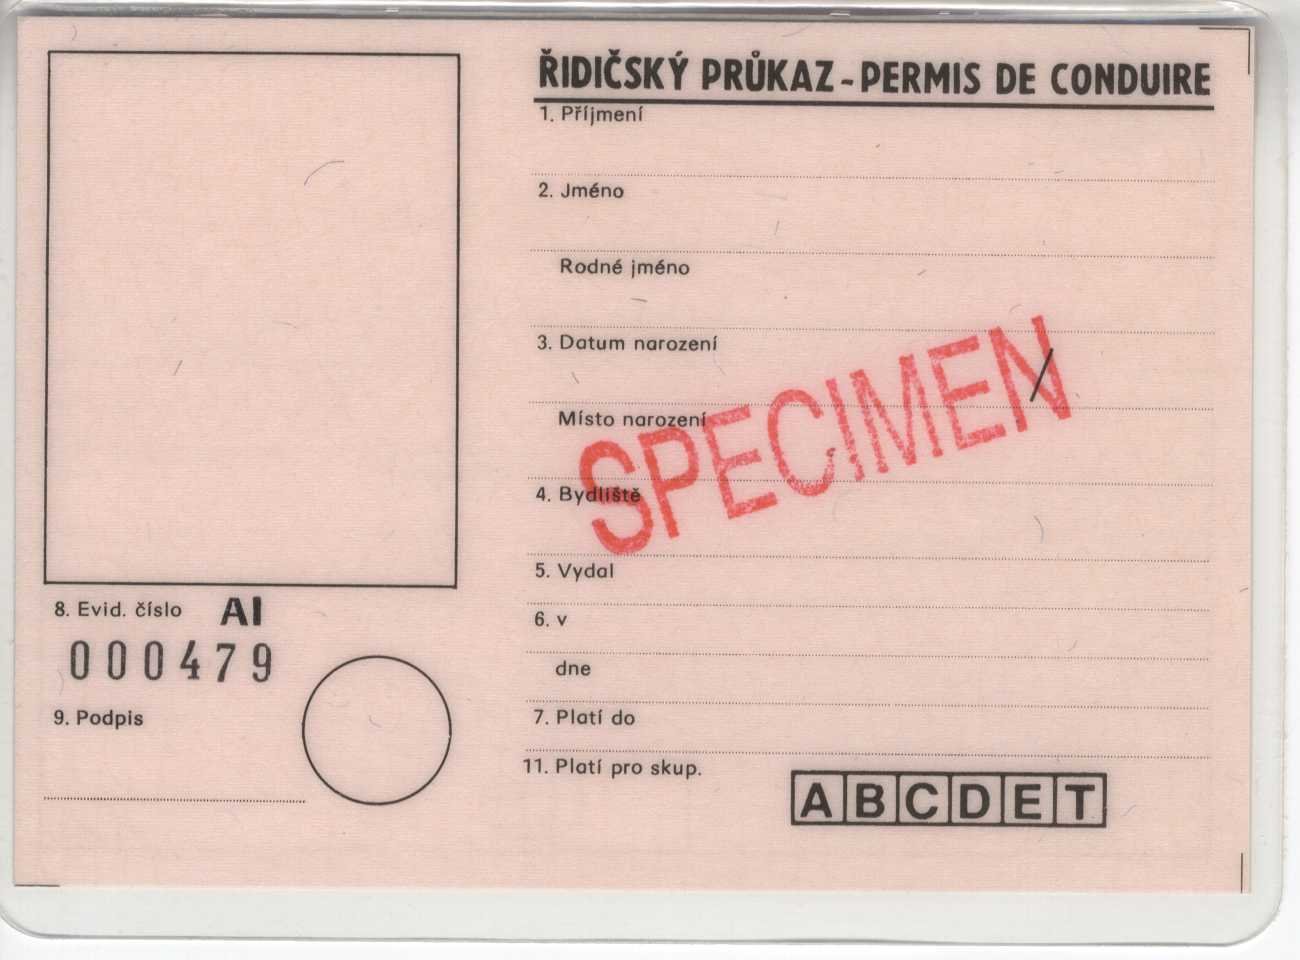 ŘIDIČSKÝ PRŮKAZ - PERMIS DE CONDUIRE
1. Příjmení
2. Jméno
Rodné jméno
3. Datum narození
Místo narození
4. Bydliště
SPECIMEN
5. Vydal
6. v
dne
7. Platí do
11. Platí pro skup.
A B C D E T
8. Evid. číslo AI
000479
9. Podpis